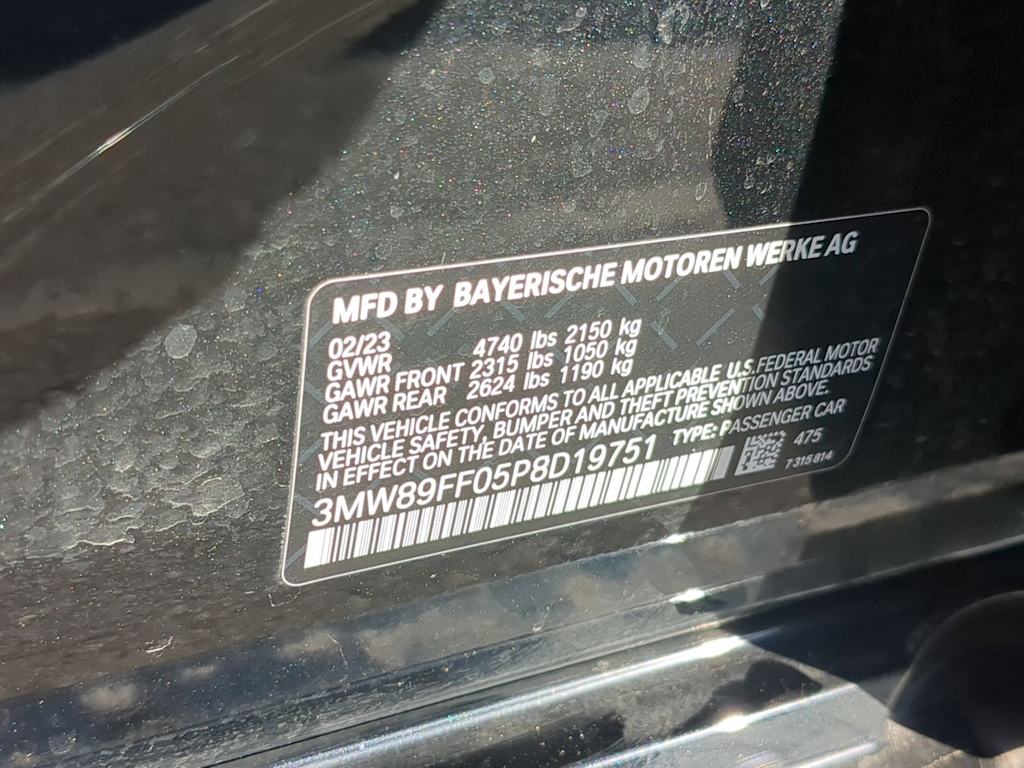 MFD BY BAYERISCHE MOTOREN WERKE AG
02/23
GVWR 4740 lbs 2150 kg
GAWR FRONT 2315 lbs 1050 kg
GAWR REAR 2624 lbs 1190 kg
THIS VEHICLE CONFORMS TO ALL APPLICABLE U.S.FEDERAL MOTOR
VEHICLE SAFETY, BUMPER AND THEFT PREVENTION STANDARDS
IN EFFECT ON THE DATE OF MANUFACTURE SHOWN ABOVE.
3MW89FF05P8D19751 TYPE: PASSENGER CAR
475
7 315 814